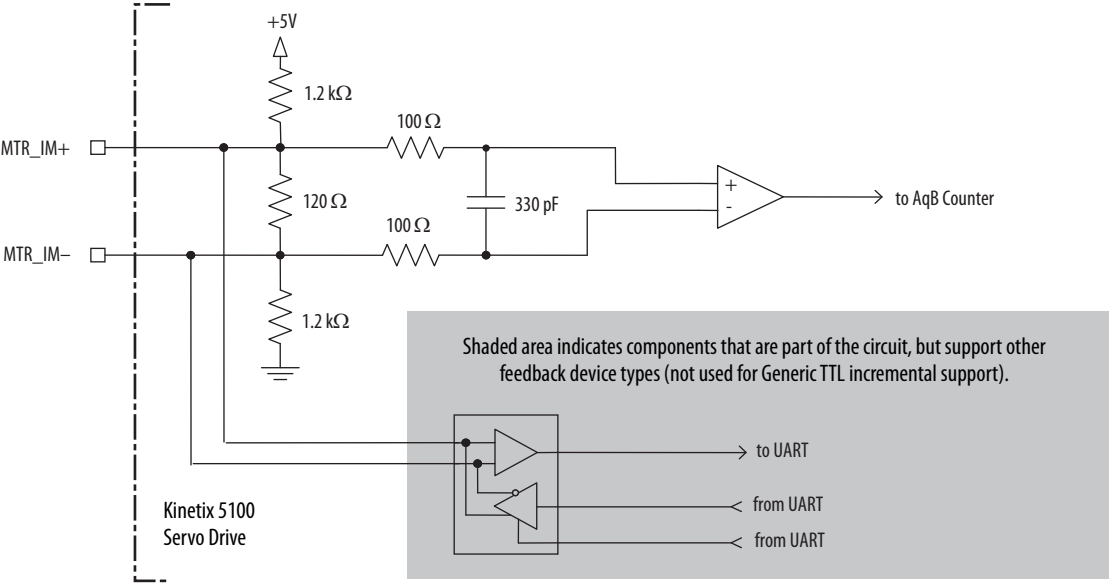 +5V
1.2 kΩ
100 Ω
MTR_IM+
120 Ω
330 pF
+
-
to AqB Counter
100 Ω
MTR_IM–
1.2 kΩ
Shaded area indicates components that are part of the circuit, but support other
feedback device types (not used for Generic TTL incremental support).
to UART
from UART
from UART
Kinetix 5100
Servo Drive